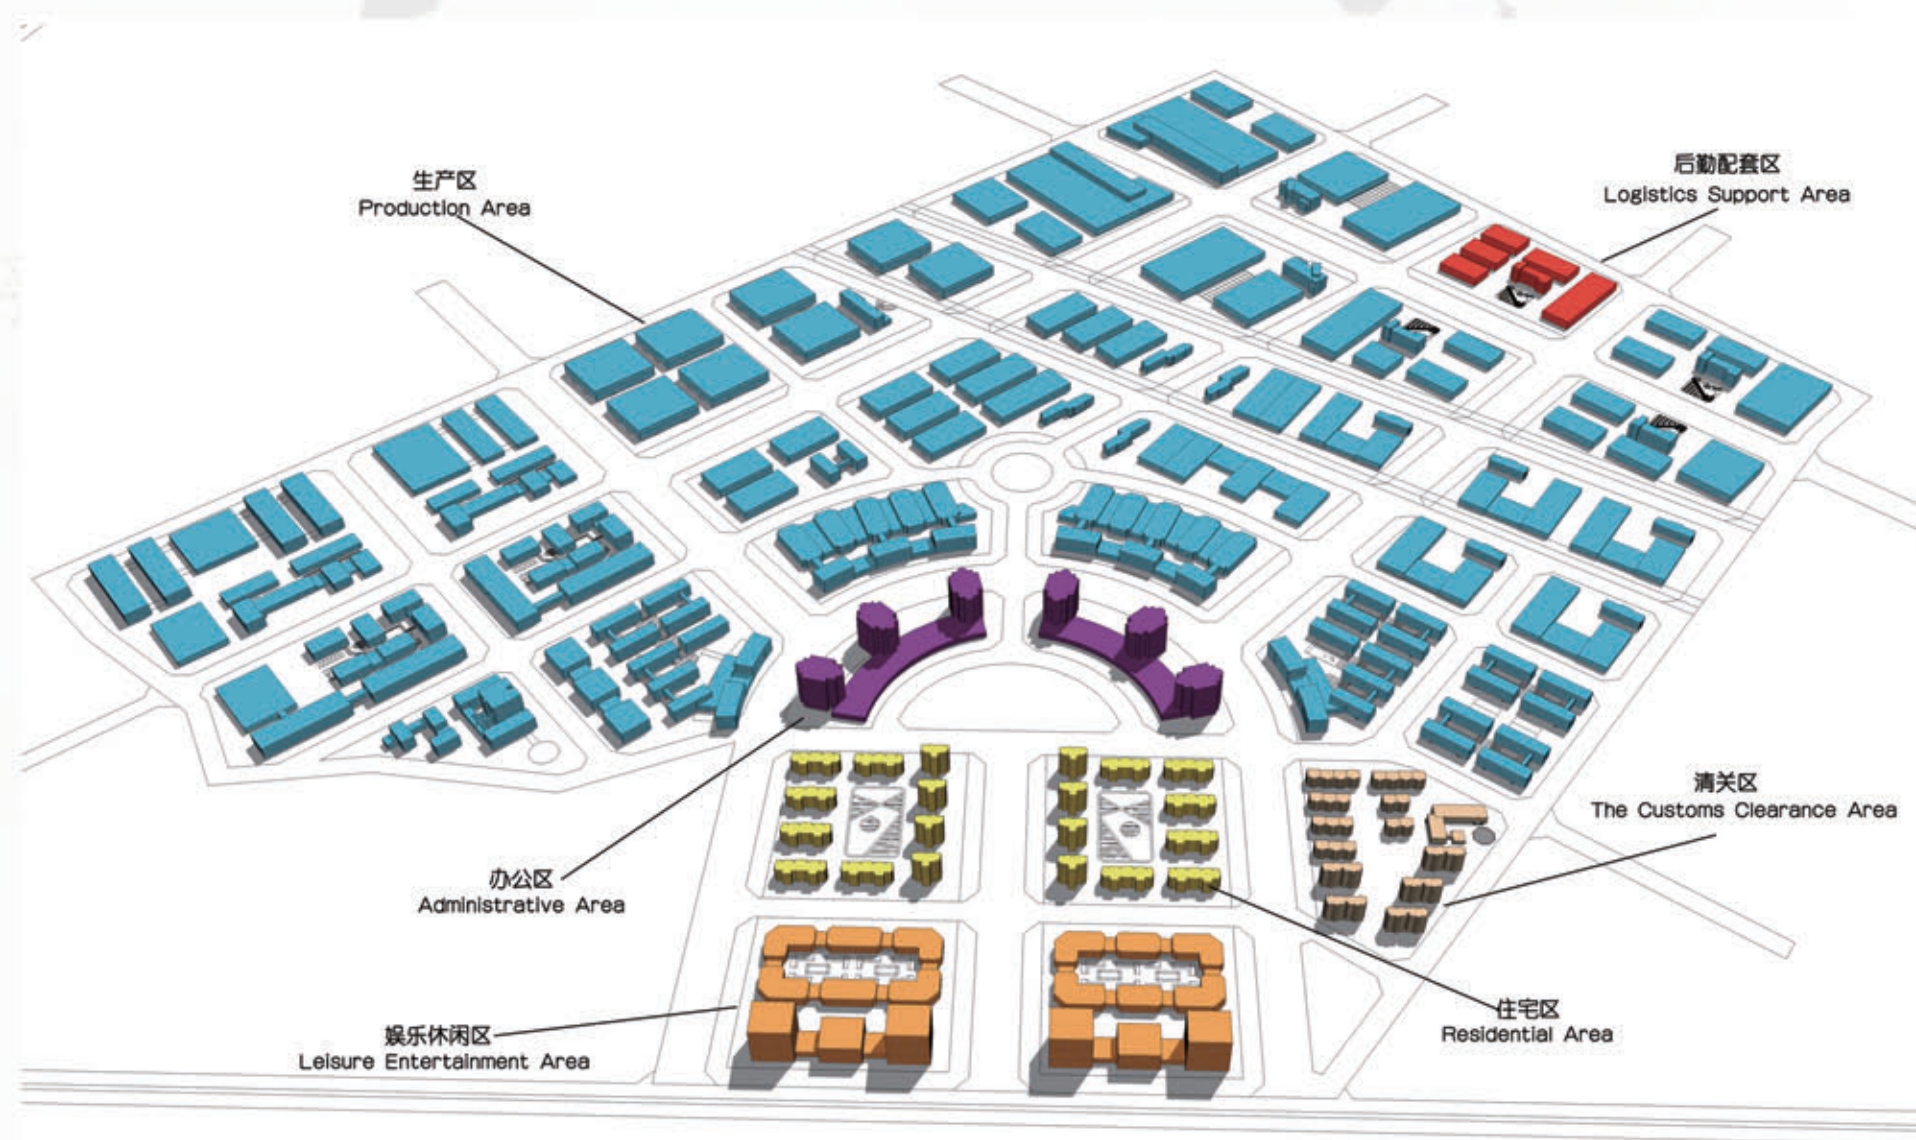 生产区
Production Area
后勤配套区
Logistics Support Area
清关区
The Customs Clearance Area
办公区
Administrative Area
住宅区
Residential Area
娱乐休闲区
Leisure Entertainment Area